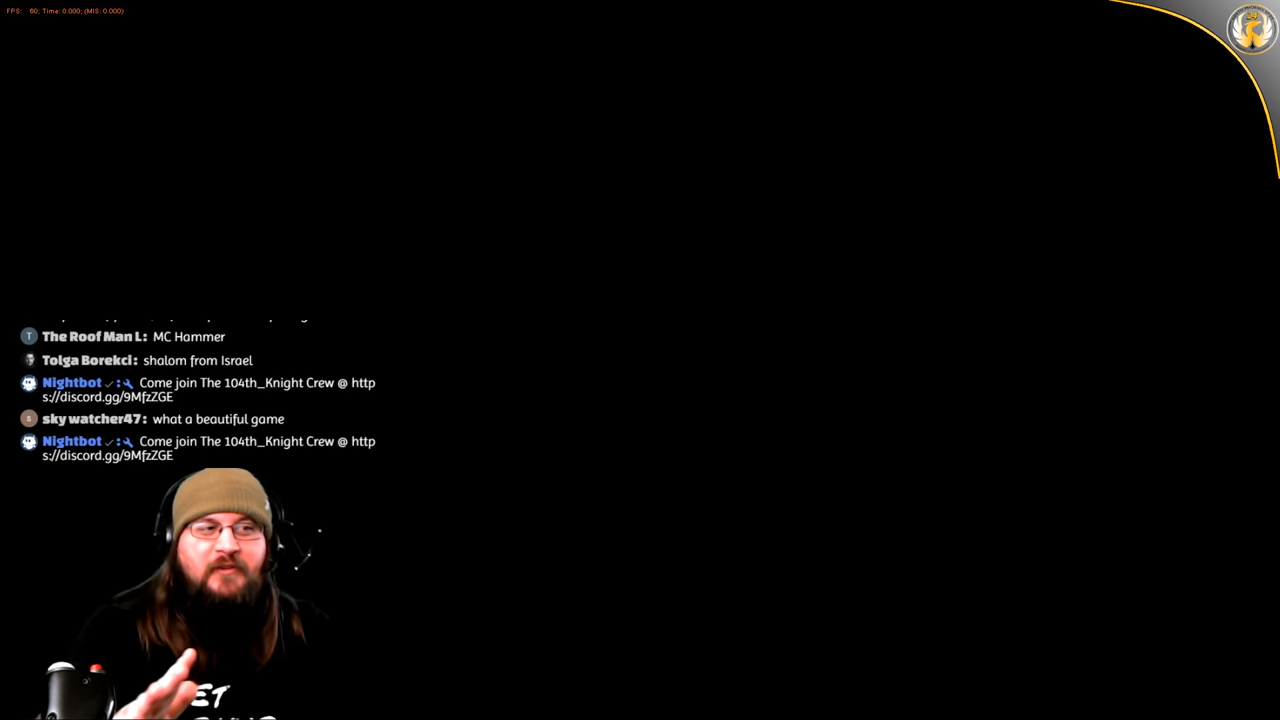 FPS: 60; Time: 0.000; (MIS: 0.000)
The Roof Man L: MC Hammer
Tolga Borekci: shalom from Israel
Nightbot: Come join The 104th_Knight Crew @ http
s://discord.gg/9MfzZGE
sky watcher47: what a beautiful game
Nightbot: Come join The 104th_Knight Crew @ http
s://discord.gg/9MfzZGE
ET